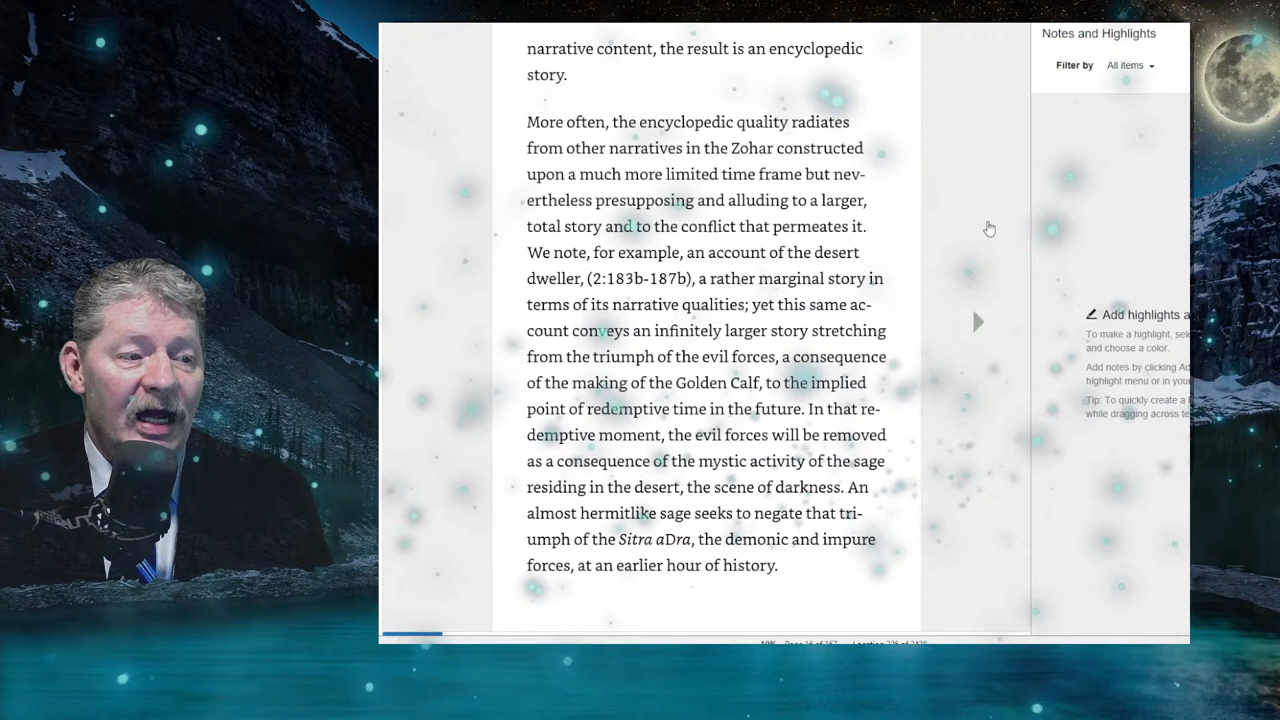 narrative content, the result is an encyclopedic
story.
More often, the encyclopedic quality radiates
from other narratives in the Zohar constructed
upon a much more limited time frame but nev-
ertheless presupposing and alluding to a larger,
total story and to the conflict that permeates it.
We note, for example, an account of the desert
dweller, (2:183b-187b), a rather marginal story in
terms of its narrative qualities; yet this same ac-
count conveys an infinitely larger story stretching
from the triumph of the evil forces, a consequence
of the making of the Golden Calf, to the implied
point of redemptive time in the future. In that re-
demptive moment, the evil forces will be removed
as a consequence of the mystic activity of the sage
residing in the desert, the scene of darkness. An
almost hermitlike sage seeks to negate that tri-
umph of the Sitra aDra, the demonic and impure
forces, at an earlier hour of history.
Notes and Highlights
Filter by All items
Add highlights a
To make a highlight, sele
and choose a color.
Add notes by clicking Ad
highlight menu or in your
Tip: To quickly create a
while dragging across te